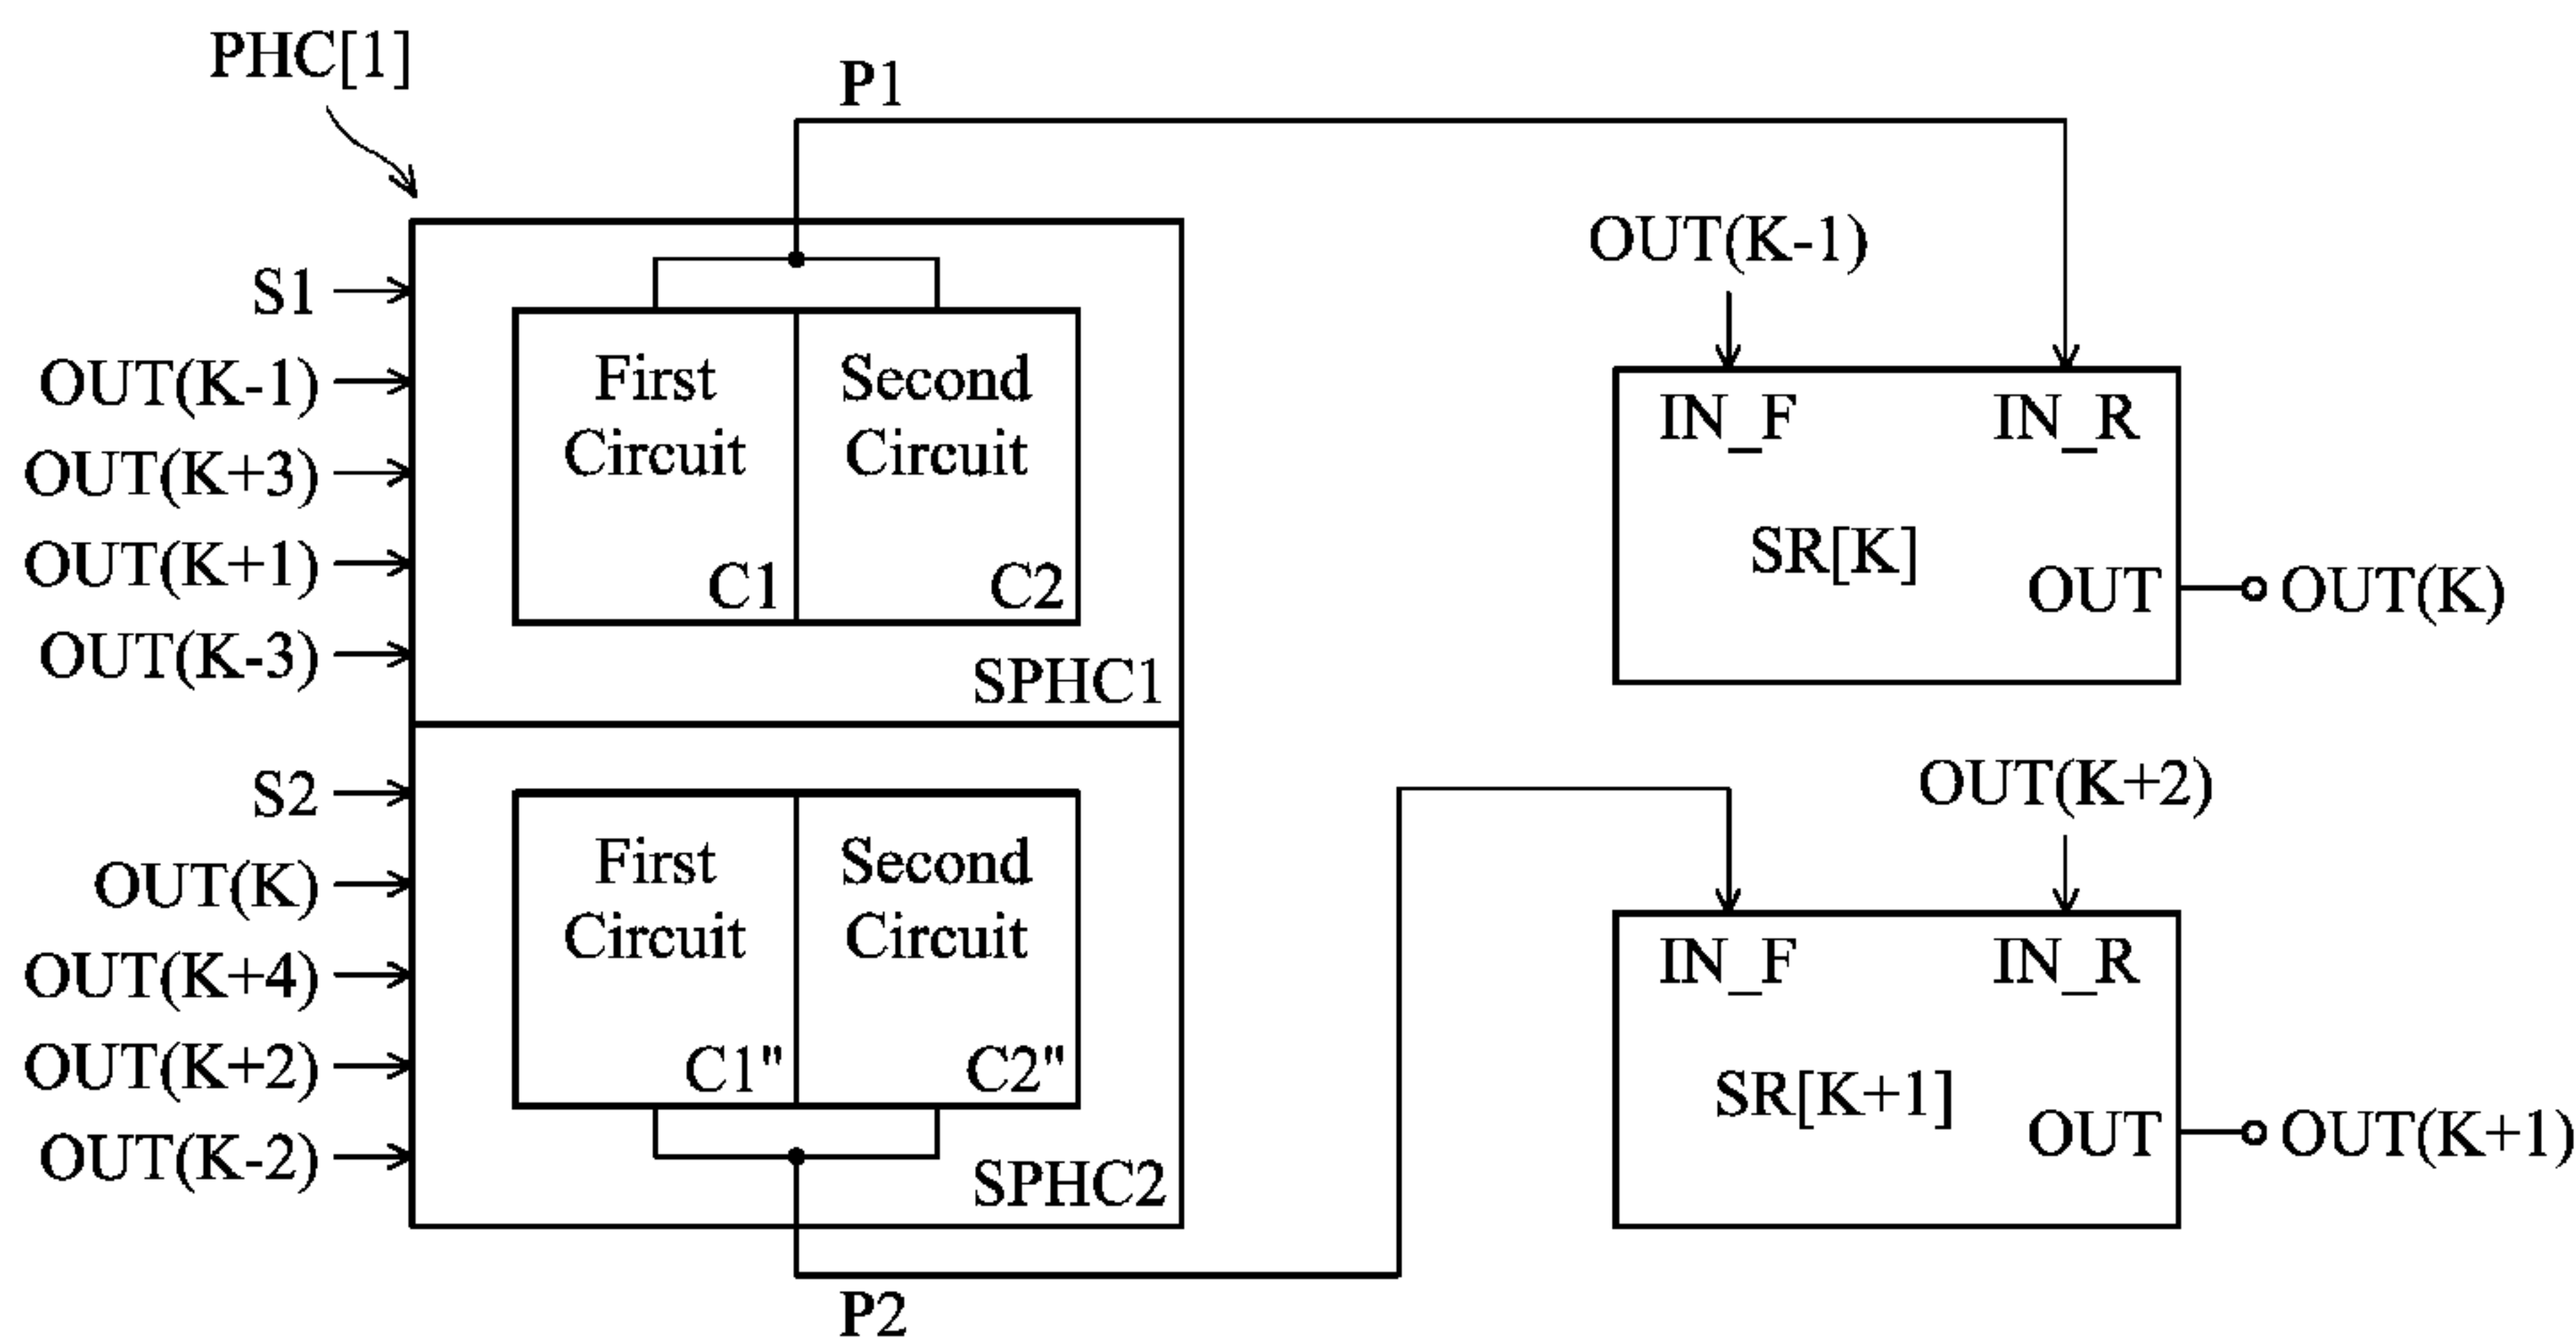 PHC[1]
P1
S1
OUT(K-1)
OUT(K+3)
OUT(K+1)
OUT(K-3)
First
Circuit
C1
Second
Circuit
C2
SPHC1
OUT(K-1)
IN_F
IN_R
SR[K]
OUT
OUT(K)
S2
OUT(K)
OUT(K+4)
OUT(K+2)
OUT(K-2)
First
Circuit
C1"
Second
Circuit
C2"
SPHC2
P2
OUT(K+2)
IN_F
IN_R
SR[K+1]
OUT
OUT(K+1)